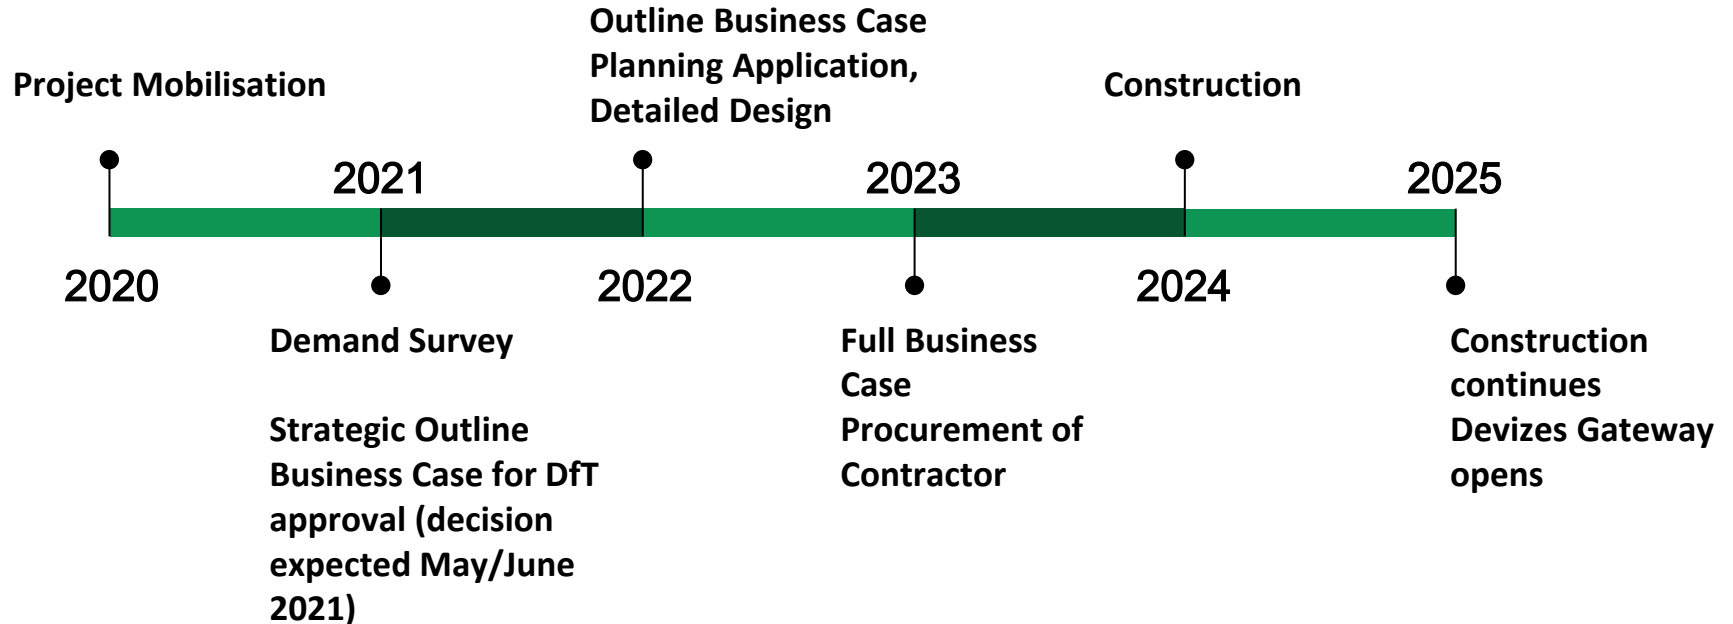 Outline Business Case
Planning Application,
Detailed Design
Project Mobilisation
Construction
2021
2023
2025
2020
2022
2024
Demand Survey
Strategic Outline
Business Case for DfT
approval (decision
expected May/June
2021)
Full Business
Case
Procurement of
Contractor
Construction
continues
Devizes Gateway
opens